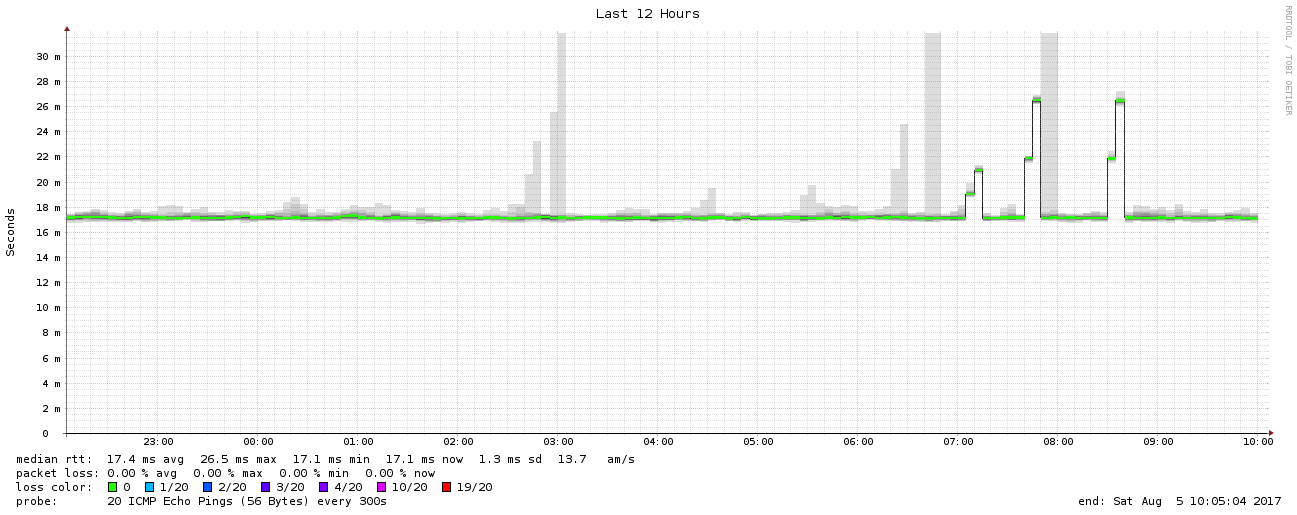 Last 12 Hours
RRDTOOL / TOBI OETIKER
Seconds
30 m
28 m
26 m
24 m
22 m
20 m
18 m
16 m
14 m
12 m
10 m
8 m
6 m
4 m
2 m
0
23:00 00:00 01:00 02:00 03:00 04:00 05:00 06:00 07:00 08:00 09:00 10:00
median rtt: 17.4 ms avg 26.5 ms max 17.1 ms min 17.1 ms now 1.3 ms sd 13.7 am/s
packet loss: 0.00 % avg 0.00 % max 0.00 % min 0.00 % now
loss color: 0 1/20 2/20 3/20 4/20 10/20 19/20
probe: 20 ICMP Echo Pings (56 Bytes) every 300s end: Sat Aug 5 10:05:04 2017